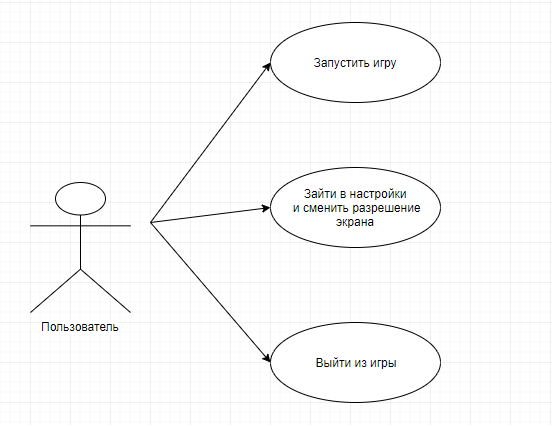 Запустить игру
Зайти в настройки
и сменить разрешение
экрана
Пользователь
Выйти из игры